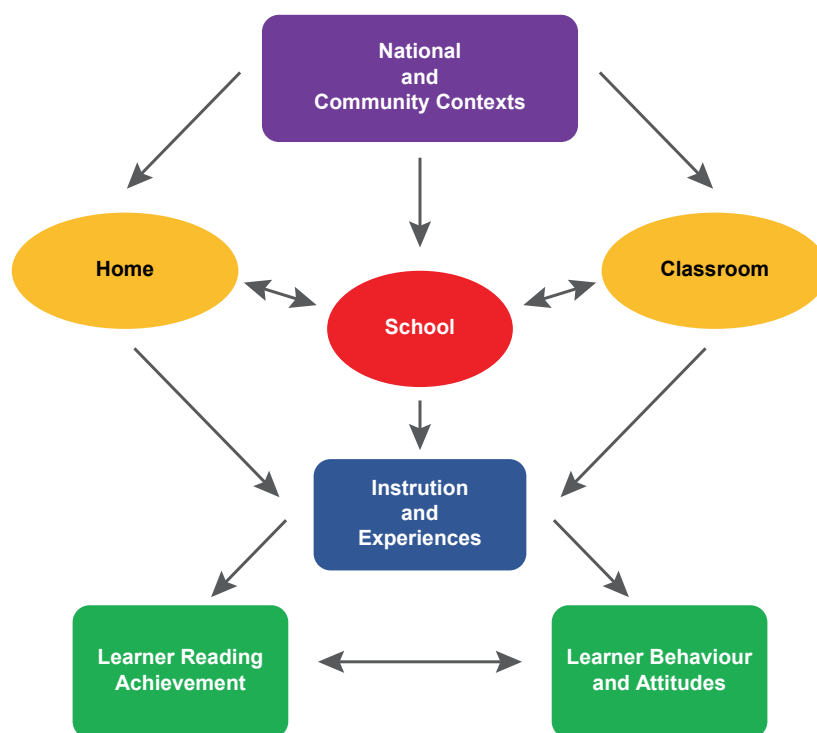 National
and
Community Contexts
Home
Classroom
School
Instrution
and
Experiences
Learner Reading
Achievement
Learner Behaviour
and Attitudes